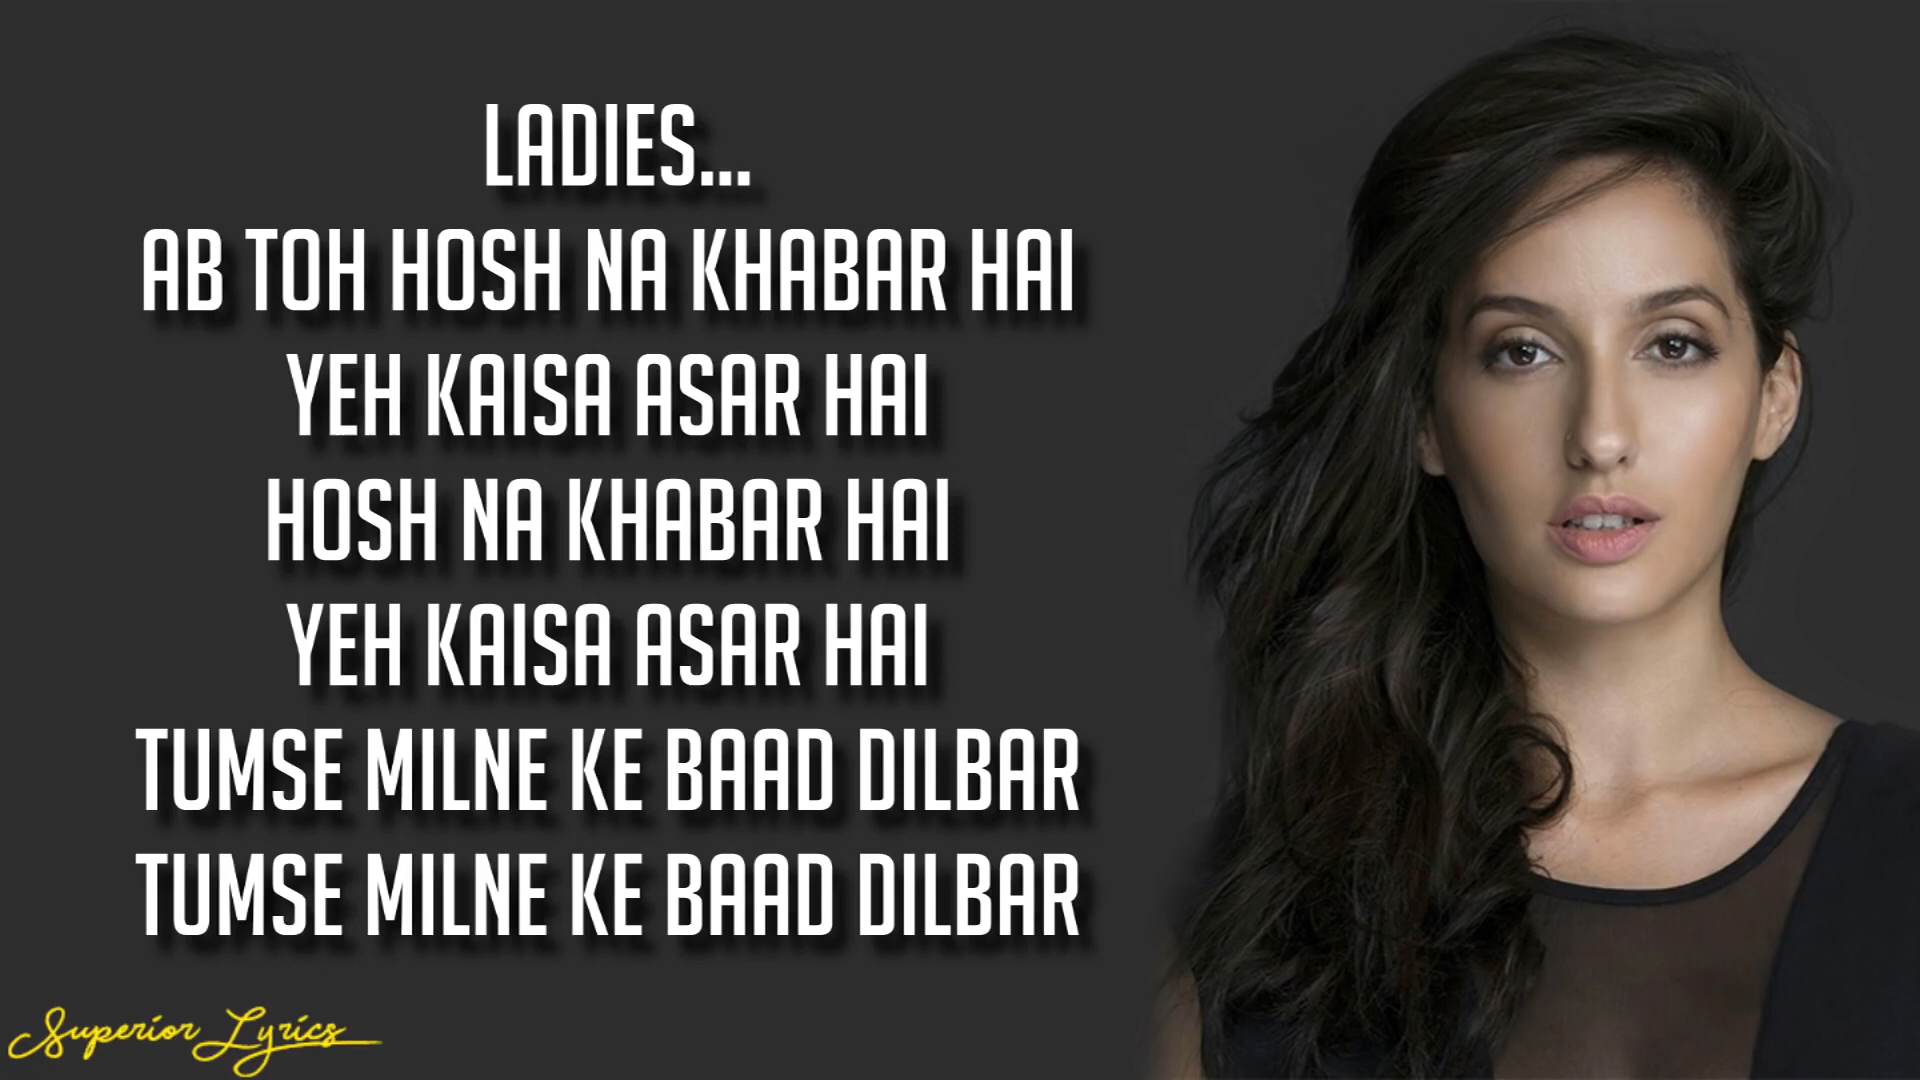 LADIES...
AB TOH HOSH NA KHABAR HAI
YEH KAISA ASAR HAI
HOSH NA KHABAR HAI
YEH KAISA ASAR HAI
TUMSE MILNE KE BAAD DILBAR
TUMSE MILNE KE BAAD DILBAR
Superior Lyrics